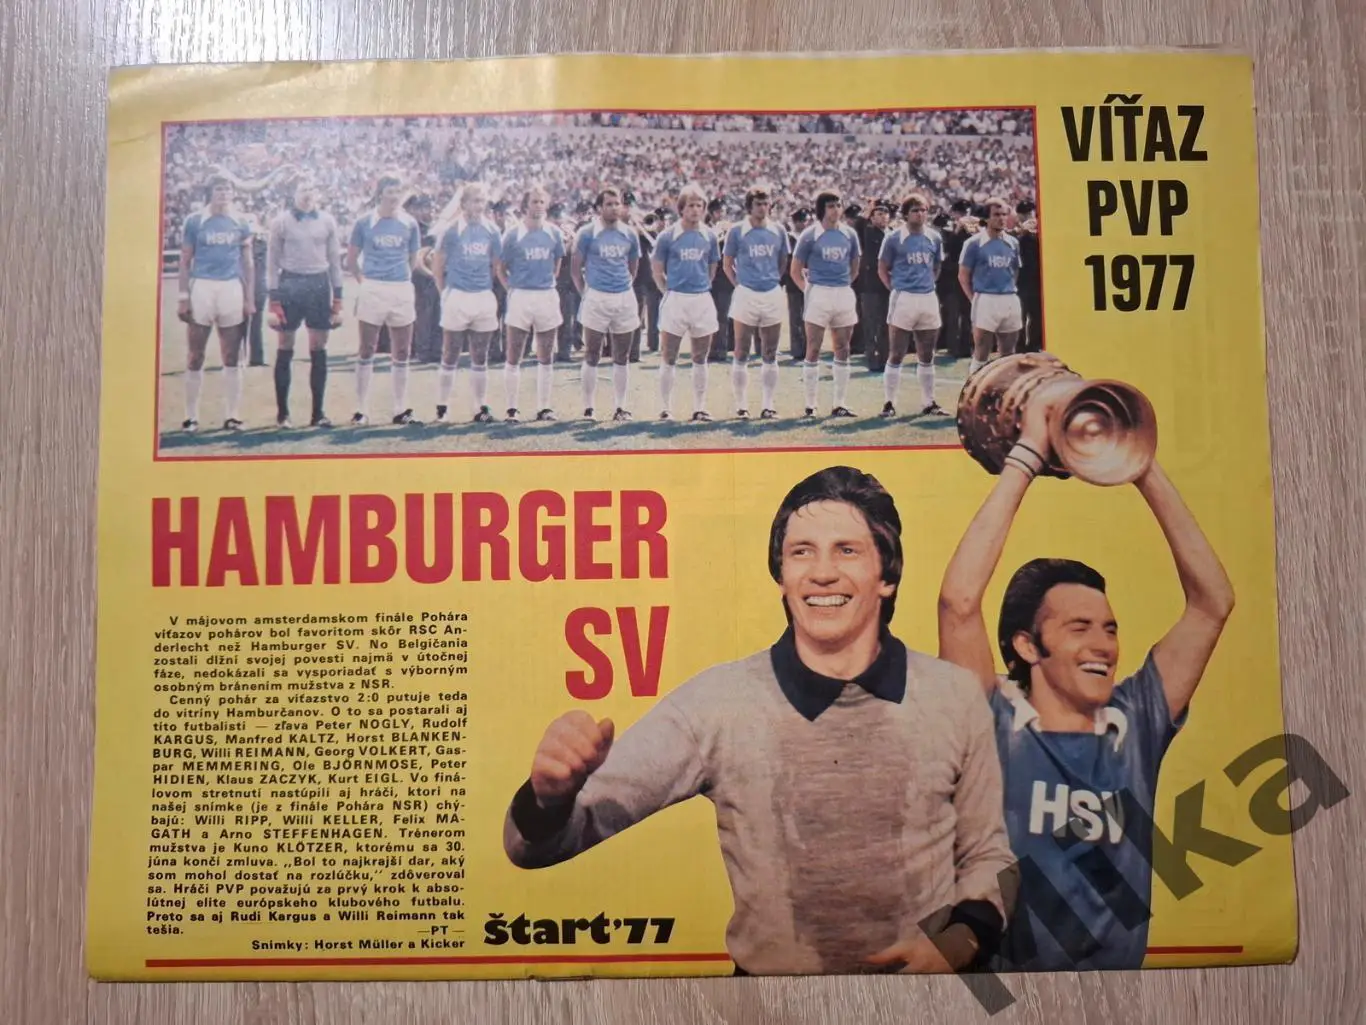 VÍŤAZ
PVP
1977
HSV HSV HSV HSV HSV HSV HSV HSV HSV HSV
HAMBURGER
SV
V májovom amsterdamskom finále Pohára
víťazov pohárov bol favoritom skôr RSC An-
derlecht než Hamburger SV. No Belgičania
zostali dlžní svojej povesti najmä v útočnej
fáze, nedokázali sa vysporiadať s výborným
osobným bránením mužstva z NSR.
Cenný pohár za víťazstvo 2:0 putuje teda
do vitríny Hamburčanov. O to sa postarali aj
títo futbalisti — zľava Peter NOGLY, Rudolf
KARGUS, Manfred KALTZ, Horst BLANKEN-
BURG, Willi REIMANN, Georg VOLKERT, Gas-
par MEMMERING, Ole BJÖRNMOSE, Peter
HIDIEN, Klaus ZACZYK, Kurt EIGL. Vo finá-
lovom stretnutí nastúpili aj hráči, ktorí na
našej snímke (je z finále Pohára NSR) chý-
bajú: Willi RIPP, Willi KELLER, Felix MA-
GATH a Arno STEFFENHAGEN. Trénerom
mužstva je Kuno KLÖTZER, ktorému sa 30.
júna končí zmluva. „Bol to najkrajší dar, aký
som mohol dostať na rozlúčku,” zdôveroval
sa. Hráči PVP považujú za prvý krok k abso-
lútnej elite európskeho klubového futbalu.
Preto sa aj Rudi Kargus a Willi Reimann tak
tešia. —PT—
Snímky: Horst Müller a Kicker
štart'77
HSV
Mika